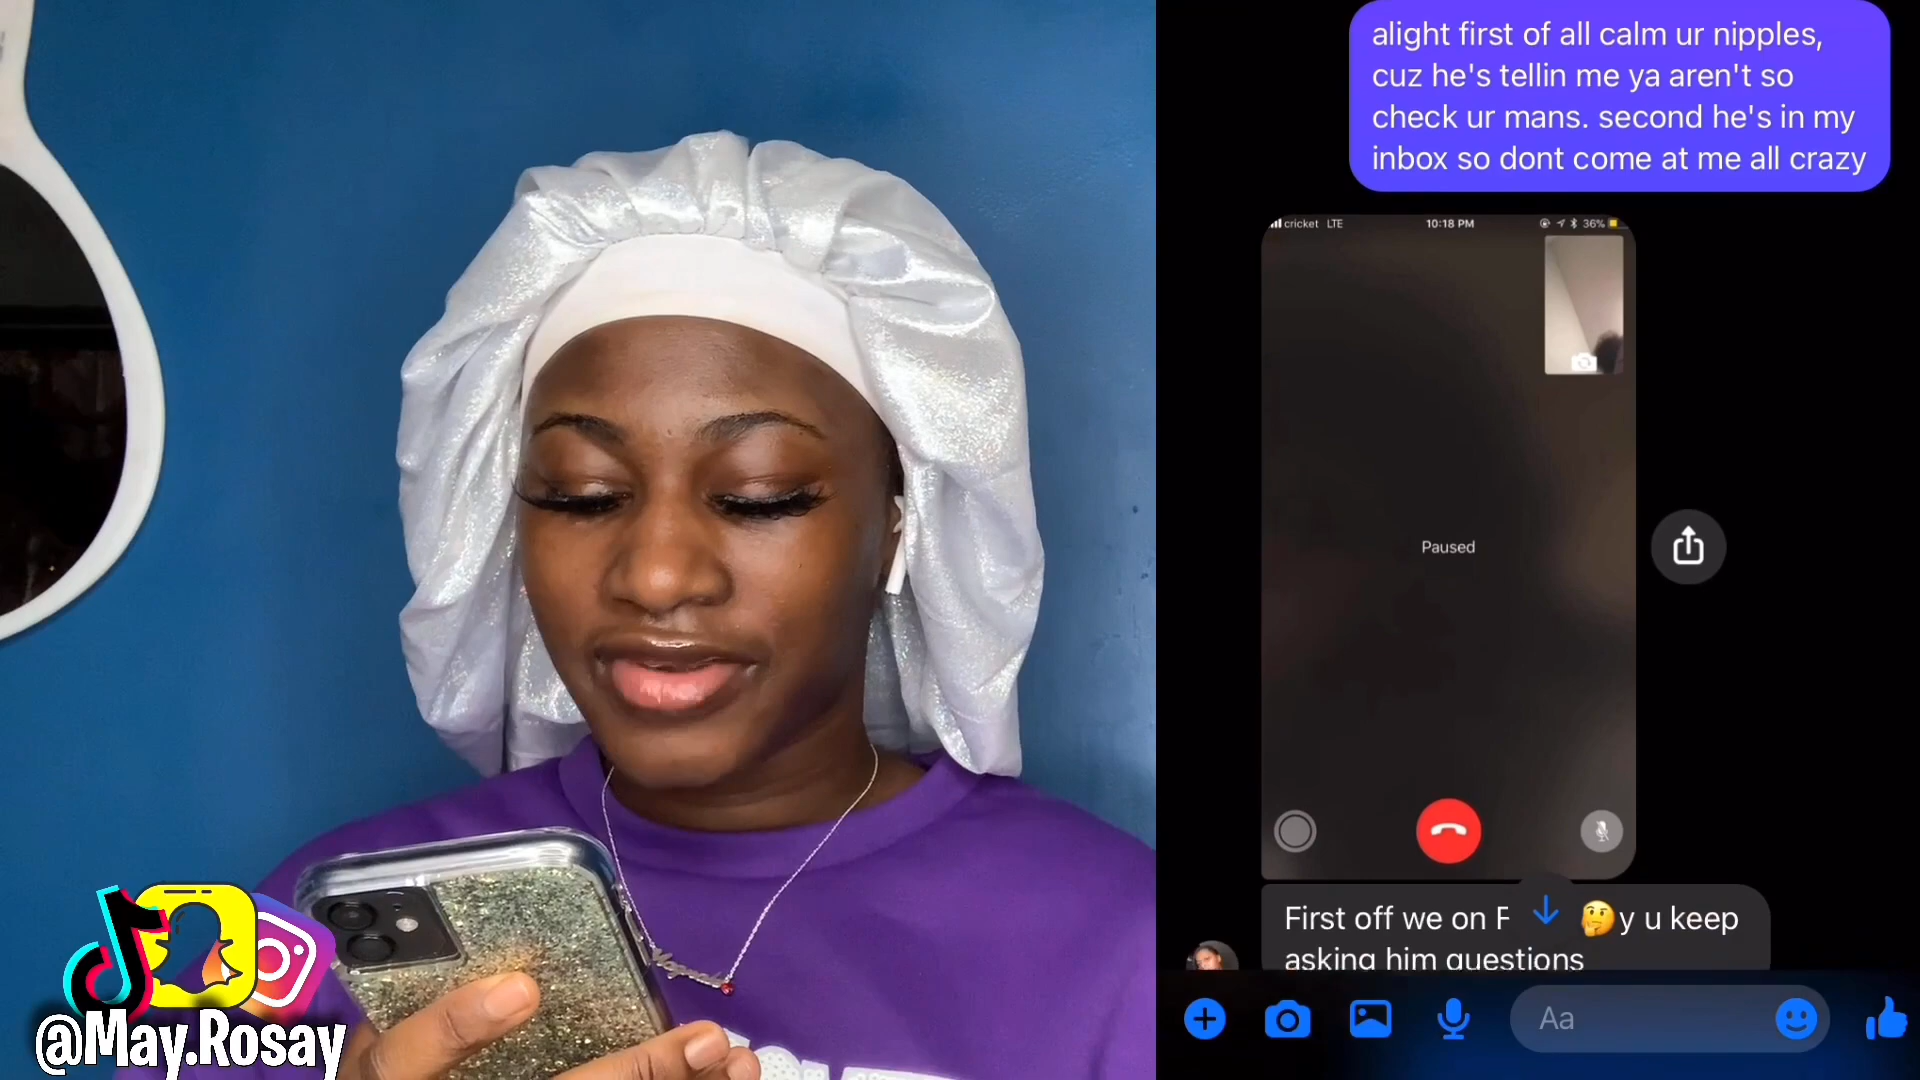 alight first of all calm ur nipples,
cuz he's tellin me ya aren't so
check ur mans. second he's in my
inbox so dont come at me all crazy
cricket LTE 10:18 PM 36%
Paused
First off we on F 🤔y u keep
asking him questions
Aa
@May.Rosay